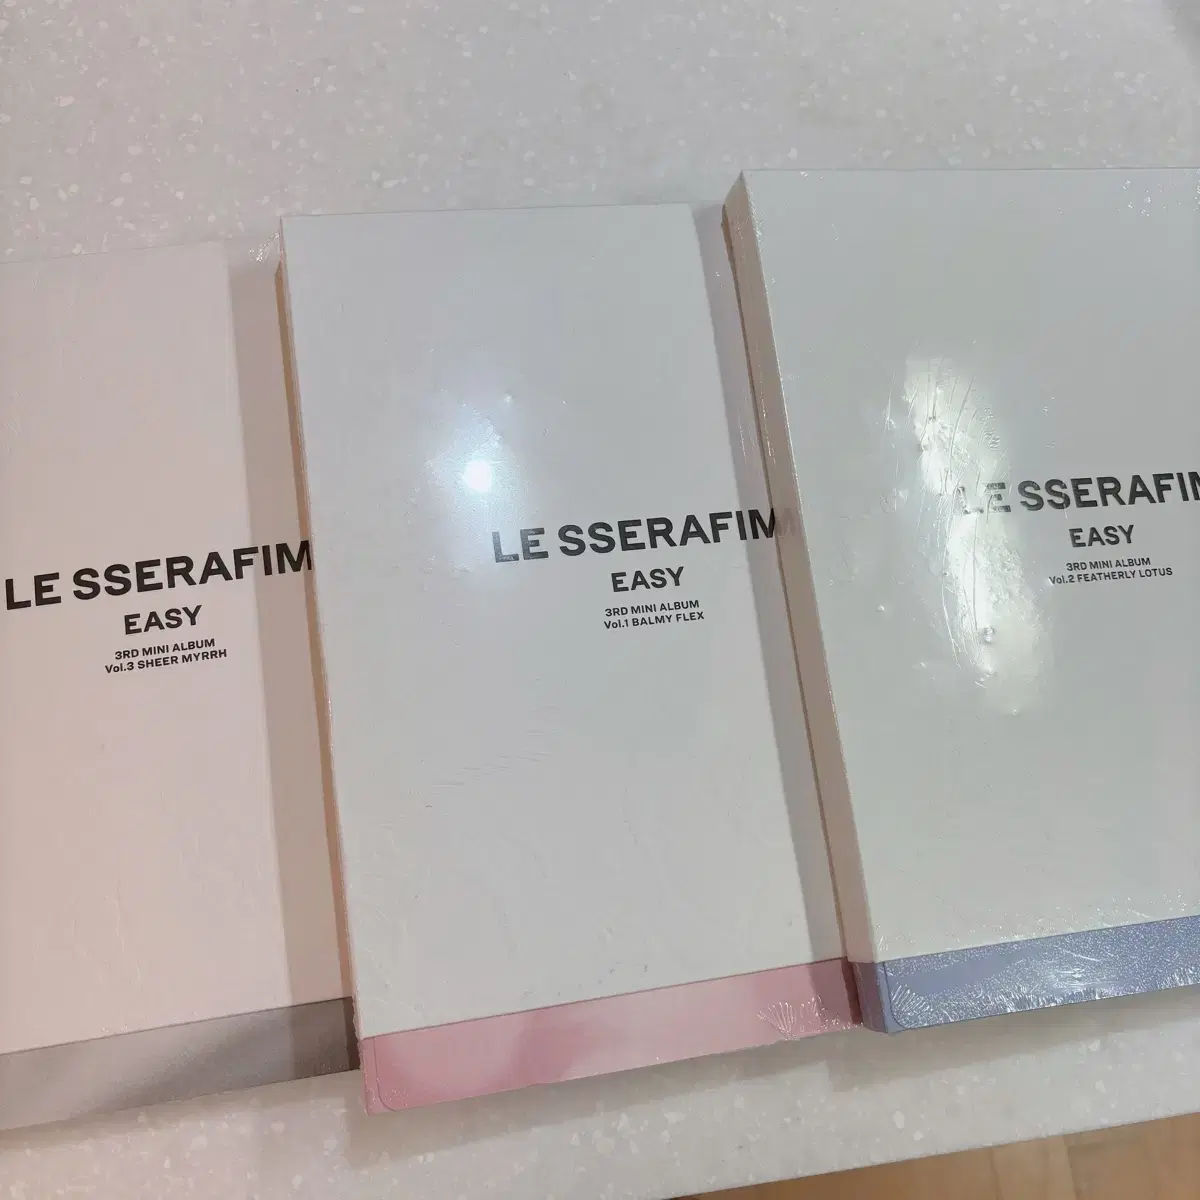 LE SSERAFIM
EASY
3RD MINI ALBUM
Vol.3 SHEER MYRRH
LE SSERAFIM
EASY
3RD MINI ALBUM
Vol.1 BALMY FLEX
LE SSERAFIM
EASY
3RD MINI ALBUM
Vol.2 FEATHERLY LOTUS